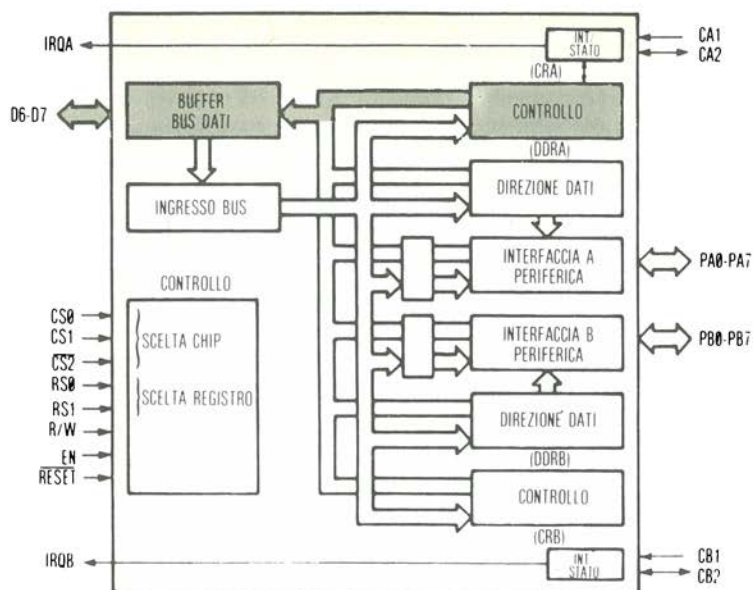 IRQA
INT/
STATO
CA1
CA2
(CRA)
D6-D7
BUFFER
BUS DATI
CONTROLLO
(DDRA)
INGRESSO BUS
DIREZIONE DATI
INTERFACCIA A
PERIFERICA
PA0-PA7
CONTROLLO
CS0
CS1
CS2
SCELTA CHIP
RS0
RS1
SCELTA REGISTRO
R/W
EN
RESET
INTERFACCIA B
PERIFERICA
PB0-PB7
DIREZIONE DATI
(DDRB)
CONTROLLO
(CRB)
IRQB
INT
STATO
CB1
CB2